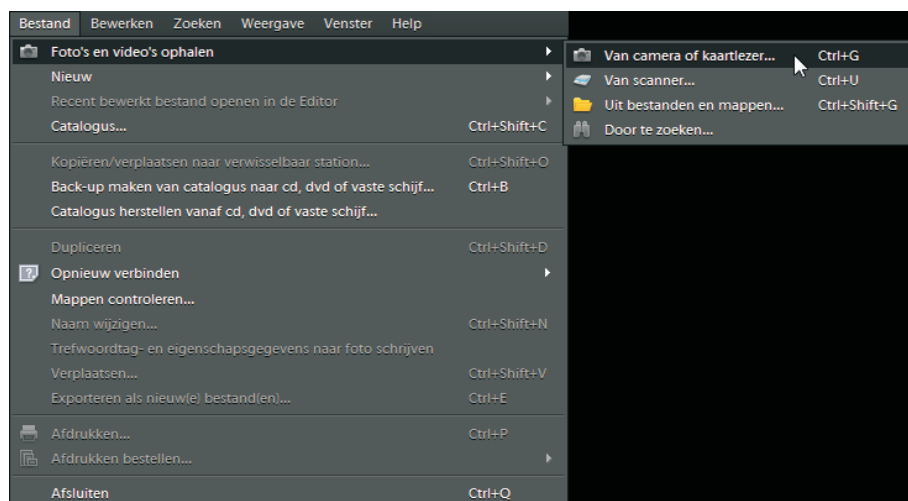 Bestand Bewerken Zoeken Weergave Venster Help
Foto's en video's ophalen
Van camera of kaartlezer... Ctrl+G
Van scanner... Ctrl+U
Uit bestanden en mappen... Ctrl+Shift+G
Door te zoeken...
Nieuw
Recent bewerkt bestand openen in de Editor
Catalogus... Ctrl+Shift+C
Kopiëren/verplaatsen naar verwisselbaar station... Ctrl+Shift+O
Back-up maken van catalogus naar cd, dvd of vaste schijf... Ctrl+B
Catalogus herstellen vanaf cd, dvd of vaste schijf...
Dupliceren Ctrl+Shift+D
Opnieuw verbinden
Mappen controleren...
Naam wijzigen... Ctrl+Shift+N
Trefwoordtag- en eigenschapsgegevens naar foto schrijven
Verplaatsen... Ctrl+Shift+V
Exporteren als nieuw(e) bestand(en)... Ctrl+E
Afdrukken... Ctrl+P
Afdrukken bestellen...
Afsluiten Ctrl+Q